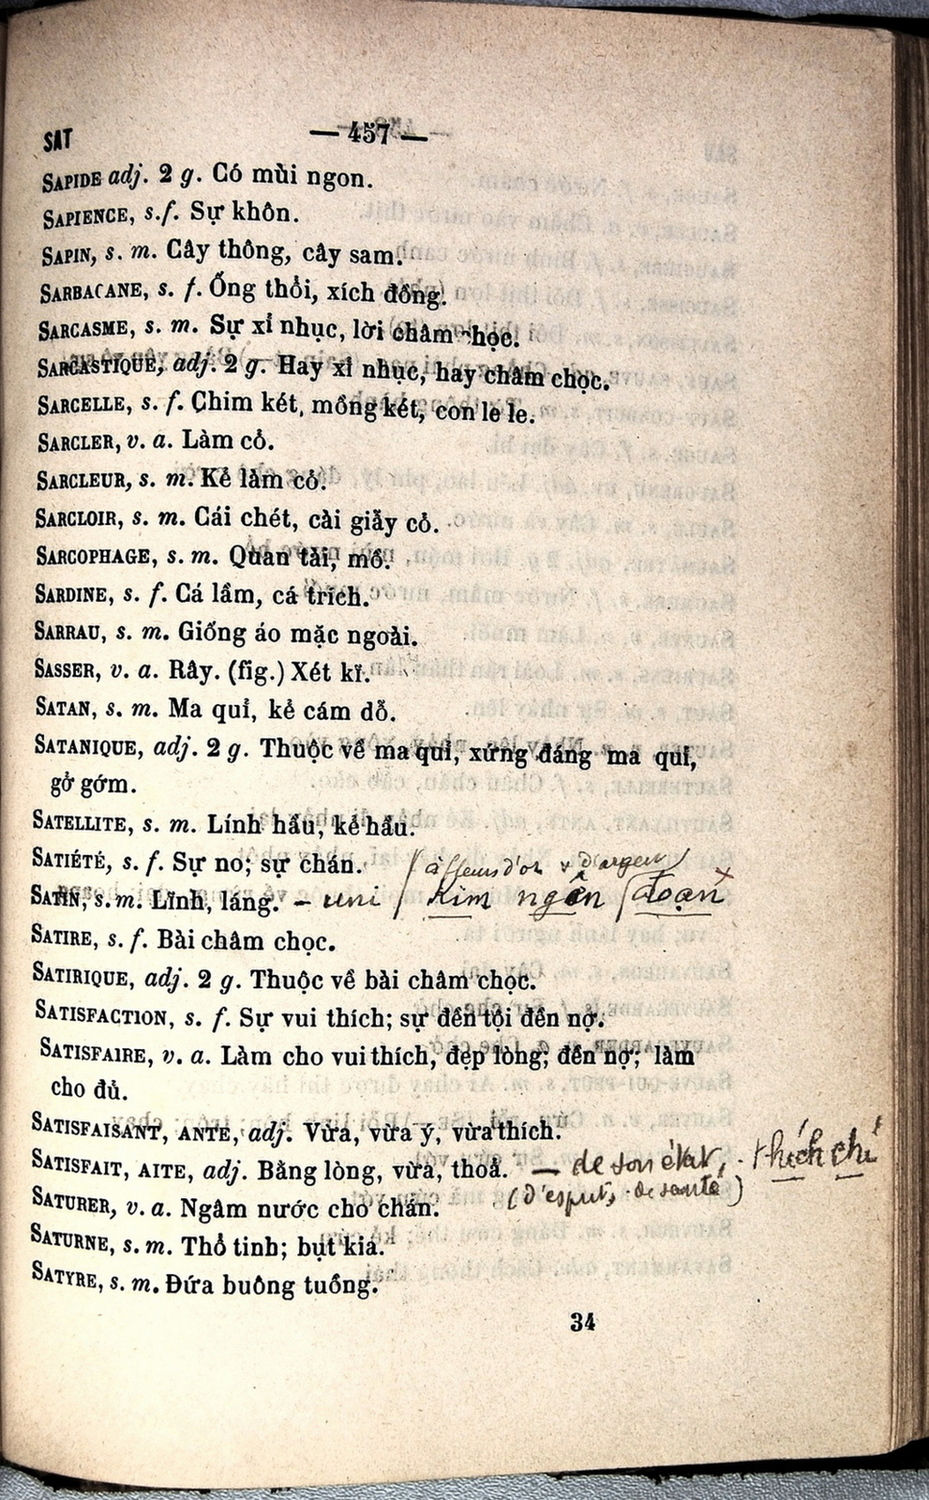 SAT — 457 —
SAPIDE adj. 2 g. Có mùi ngon.
SAPIENCE, s. f. Sự khôn.
SAPIN, s. m. Cây thông, cây sam.
SARBACANE, s. f. Ống thổi, xích đồng.
SARCASME, s. m. Sự xỉ nhục, lời châm chọc.
SARCASTIQUE, adj. 2 g. Hay xỉ nhục, hay châm chọc.
SARCELLE, s. f. Chim két, mồng két, con le le.
SARCLER, v. a. Làm cỏ.
SARCLEUR, s. m. Kẻ làm cỏ.
SARCLOIR, s. m. Cái chét, cài giẫy cỏ.
SARCOPHAGE, s. m. Quàn tài, mồ.
SARDINE, s. f. Cá lầm, cá trích.
SARRAU, s. m. Giống áo mặc ngoài.
SASSER, v. a. Rây. (fig.) Xét kĩ.
SATAN, s. m. Ma quỉ, kẻ cám dỗ.
SATANIQUE, adj. 2 g. Thuộc về ma quỉ, xứng đáng ma quỉ,
gở gớm.
SATELLITE, s. m. Lính hầu, kẻ hầu.
SATIÉTÉ, s. f. Sự no; sự chán. à fleurs d'or & d'argent
SATIN, s. m. Lĩnh, láng. — uni / kim ngân đoạn
SATIRE, s. f. Bài châm chọc.
SATIRIQUE, adj. 2 g. Thuộc về bài châm chọc.
SATISFACTION, s. f. Sự vui thích; sự đền tội đền nợ.
SATISFAIRE, v. a. Làm cho vui thích, đẹp lòng; đền nợ; làm
cho đủ.
SATISFAISANT, ANTE, adj. Vừa, vừa ý, vừa thích.
SATISFAIT, AITE, adj. Bằng lòng, vừa, thoả. — de son état, thích chí
(d'esprit, de santé)
SATURER, v. a. Ngâm nước cho chán.
SATURNE, s. m. Thổ tinh; bụt kia.
SATYRE, s. m. Đứa buông tuồng.
34